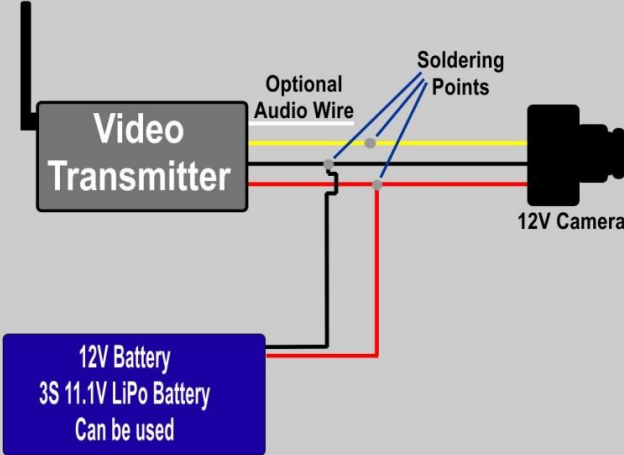 Soldering
Points
Optional
Audio Wire
Video
Transmitter
12V Camera
12V Battery
3S 11.1V LiPo Battery
Can be used